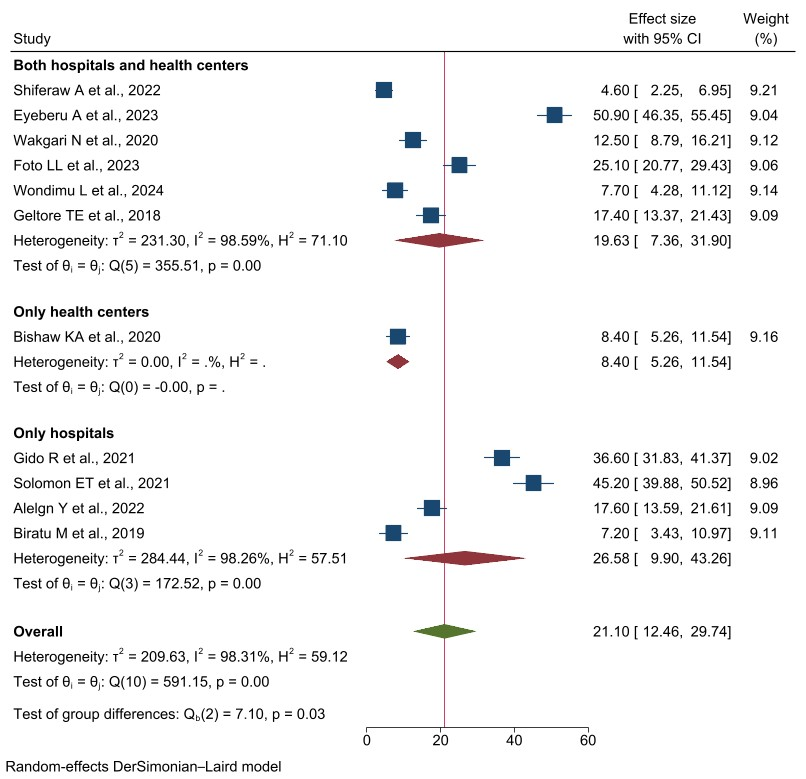 Effect size Weight
Study with 95% CI (%)
Both hospitals and health centers
Shiferaw A et al., 2022 4.60 [ 2.25, 6.95] 9.21
Eyeberu A et al., 2023 50.90 [ 46.35, 55.45] 9.04
Wakgari N et al., 2020 12.50 [ 8.79, 16.21] 9.12
Foto LL et al., 2023 25.10 [ 20.77, 29.43] 9.06
Wondimu L et al., 2024 7.70 [ 4.28, 11.12] 9.14
Geltore TE et al., 2018 17.40 [ 13.37, 21.43] 9.09
Heterogeneity: τ² = 231.30, I² = 98.59%, H² = 71.10 19.63 [ 7.36, 31.90]
Test of θᵢ = θⱼ: Q(5) = 355.51, p = 0.00
Only health centers
Bishaw KA et al., 2020 8.40 [ 5.26, 11.54] 9.16
Heterogeneity: τ² = 0.00, I² = .%, H² = . 8.40 [ 5.26, 11.54]
Test of θᵢ = θⱼ: Q(0) = -0.00, p = .
Only hospitals
Gido R et al., 2021 36.60 [ 31.83, 41.37] 9.02
Solomon ET et al., 2021 45.20 [ 39.88, 50.52] 8.96
Alelgn Y et al., 2022 17.60 [ 13.59, 21.61] 9.09
Biratu M et al., 2019 7.20 [ 3.43, 10.97] 9.11
Heterogeneity: τ² = 284.44, I² = 98.26%, H² = 57.51 26.58 [ 9.90, 43.26]
Test of θᵢ = θⱼ: Q(3) = 172.52, p = 0.00
Overall 21.10 [ 12.46, 29.74]
Heterogeneity: τ² = 209.63, I² = 98.31%, H² = 59.12
Test of θᵢ = θⱼ: Q(10) = 591.15, p = 0.00
Test of group differences: Q_b(2) = 7.10, p = 0.03
0 20 40 60
Random-effects DerSimonian–Laird model